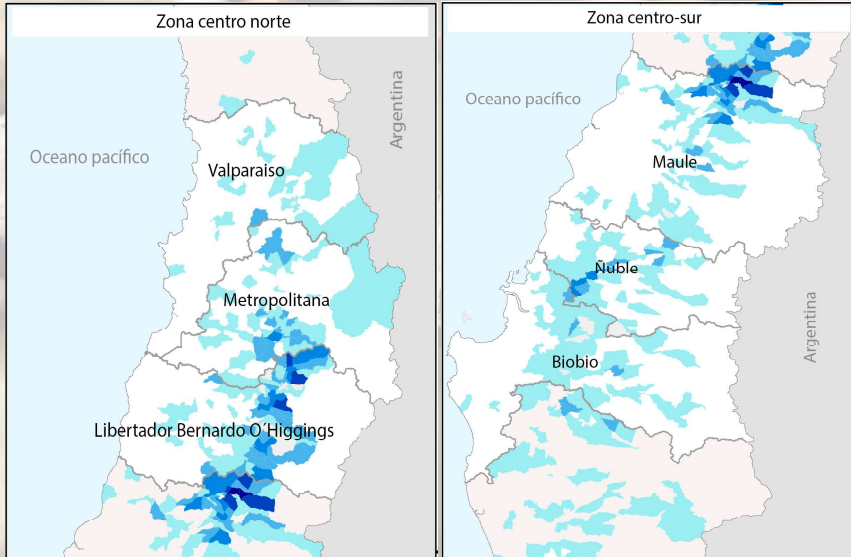 Zona centro norte
Oceano pacífico
Argentina
Valparaiso
Metropolitana
Libertador Bernardo O´Higgings
Zona centro-sur
Oceano pacífico
Maule
Ñuble
Biobio
Argentina